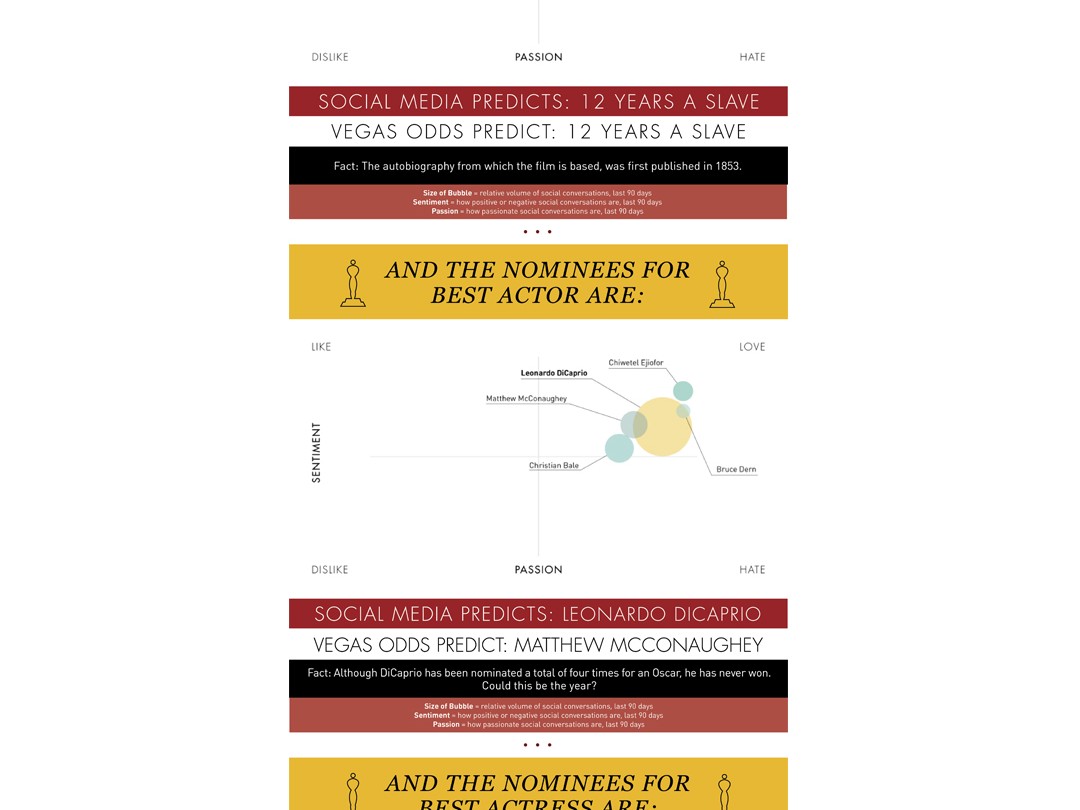 DISLIKE PASSION HATE
SOCIAL MEDIA PREDICTS: 12 YEARS A SLAVE
VEGAS ODDS PREDICT: 12 YEARS A SLAVE
Fact: The autobiography from which the film is based, was first published in 1853.
Size of Bubble = relative volume of social conversations, last 90 days
Sentiment = how positive or negative social conversations are, last 90 days
Passion = how passionate social conversations are, last 90 days
AND THE NOMINEES FOR
BEST ACTOR ARE:
LIKE LOVE
Chiwetel Ejiofor
Leonardo DiCaprio
Matthew McConaughey
SENTIMENT
Christian Bale
Bruce Dern
DISLIKE PASSION HATE
SOCIAL MEDIA PREDICTS: LEONARDO DICAPRIO
VEGAS ODDS PREDICT: MATTHEW MCCONAUGHEY
Fact: Although DiCaprio has been nominated a total of four times for an Oscar, he has never won.
Could this be the year?
Size of Bubble = relative volume of social conversations, last 90 days
Sentiment = how positive or negative social conversations are, last 90 days
Passion = how passionate social conversations are, last 90 days
AND THE NOMINEES FOR
BEST ACTRESS ARE: